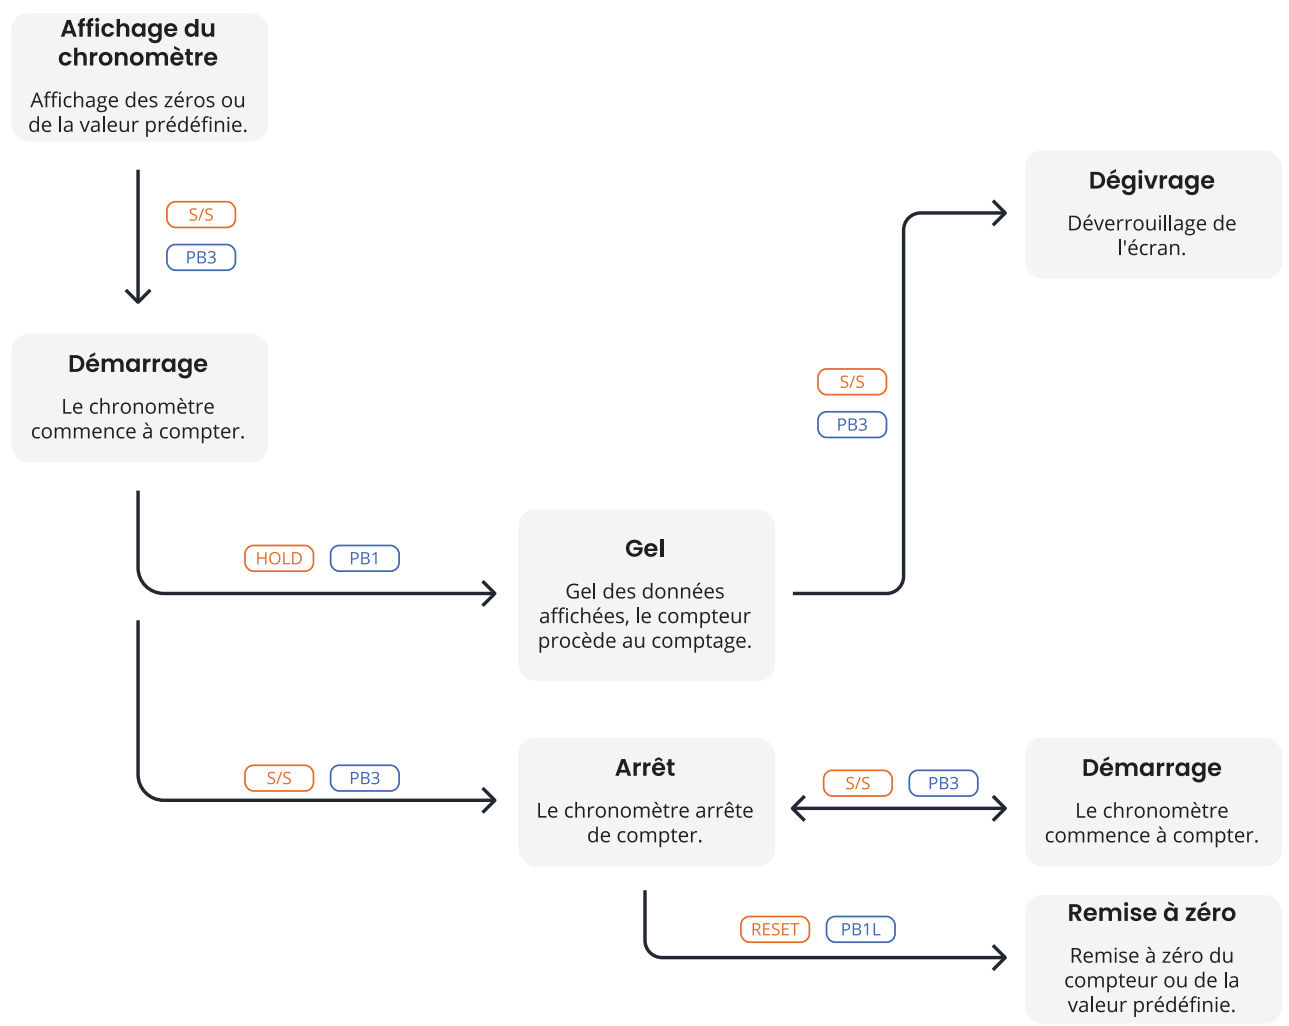 Affichage du
chronomètre
Affichage des zéros ou
de la valeur prédéfinie.
S/S
PB3
Démarrage
Le chronomètre
commence à compter.
HOLD
PB1
Gel
Gel des données
affichées, le compteur
procède au comptage.
S/S
PB3
Dégivrage
Déverrouillage de
l'écran.
S/S
PB3
Arrêt
Le chronomètre arrête
de compter.
S/S
PB3
Démarrage
Le chronomètre
commence à compter.
RESET
PB1L
Remise à zéro
Remise à zéro du
compteur ou de la
valeur prédéfinie.